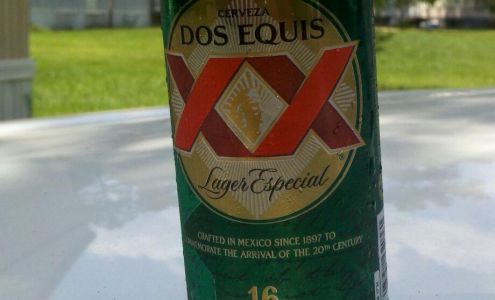 CERVEZA
DOS EQUIS
XX
Lager Especial
CRAFTED IN MEXICO SINCE 1897 TO
COMMEMORATE THE ARRIVAL OF THE 20TH CENTURY
16